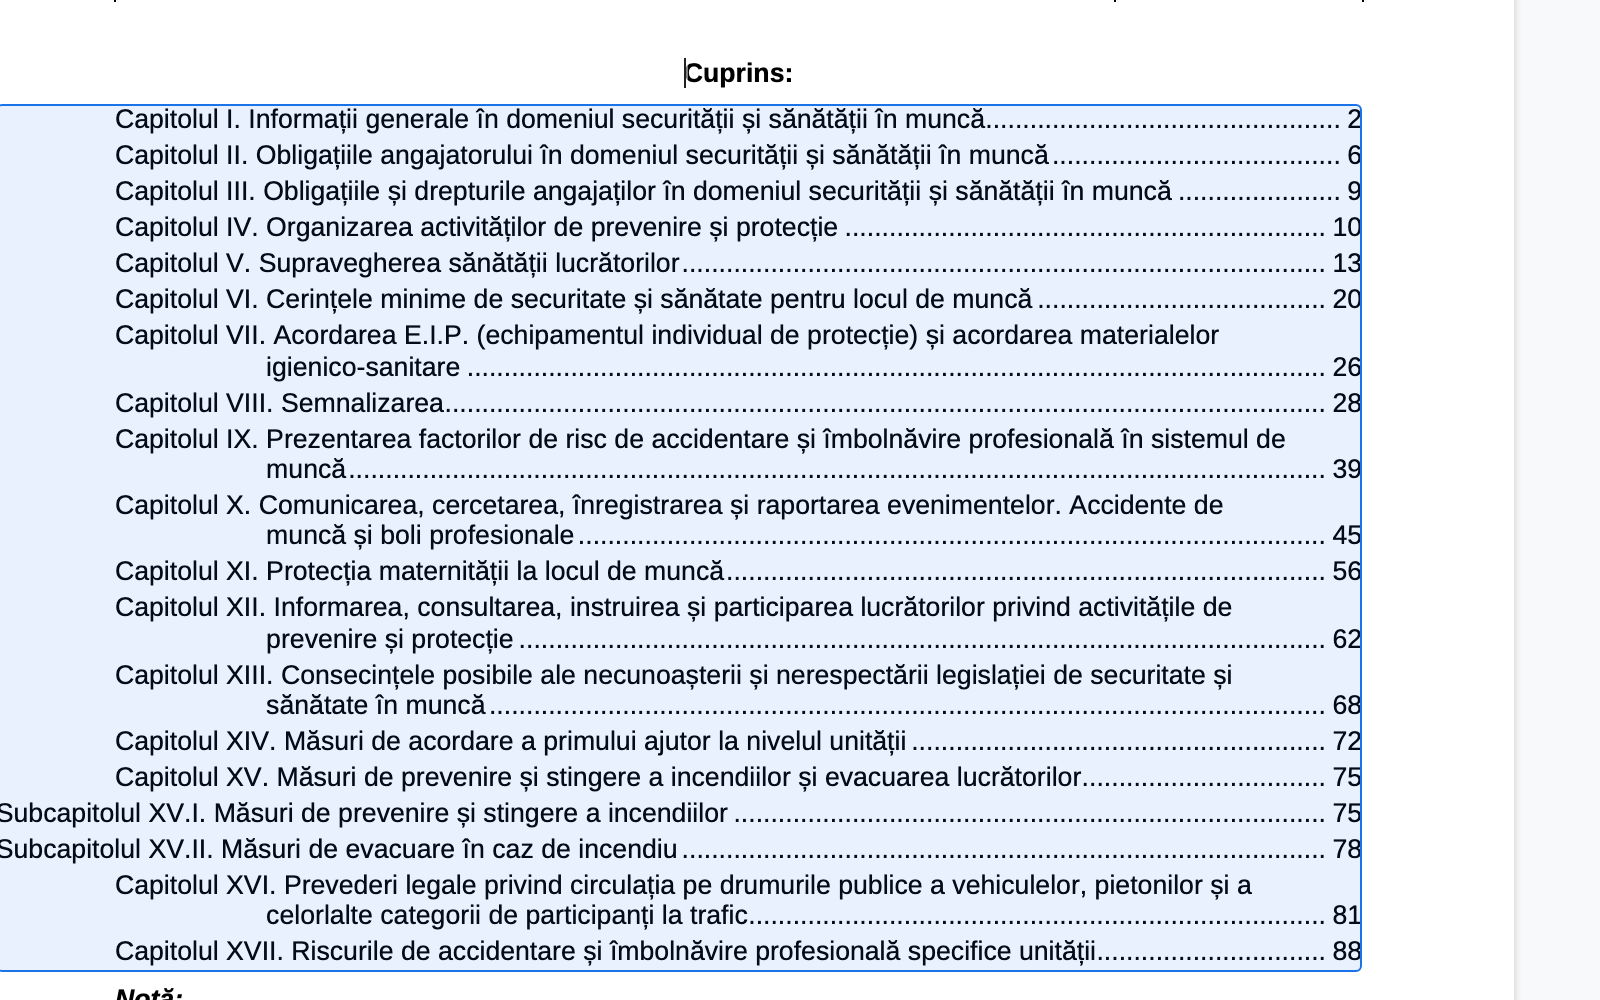 Cuprins:
Capitolul I. Informații generale în domeniul securității și sănătății în muncă................................................ 2
Capitolul II. Obligațiile angajatorului în domeniul securității și sănătății în muncă....................................... 6
Capitolul III. Obligațiile și drepturile angajaților în domeniul securității și sănătății în muncă ...................... 9
Capitolul IV. Organizarea activităților de prevenire și protecție ................................................................. 10
Capitolul V. Supravegherea sănătății lucrătorilor........................................................................................ 13
Capitolul VI. Cerințele minime de securitate și sănătate pentru locul de muncă ....................................... 20
Capitolul VII. Acordarea E.I.P. (echipamentul individual de protecție) și acordarea materialelor
igienico-sanitare ..................................................................................................................... 26
Capitolul VIII. Semnalizarea........................................................................................................................ 28
Capitolul IX. Prezentarea factorilor de risc de accidentare și îmbolnăvire profesională în sistemul de
muncă..................................................................................................................................... 39
Capitolul X. Comunicarea, cercetarea, înregistrarea și raportarea evenimentelor. Accidente de
muncă și boli profesionale...................................................................................................... 45
Capitolul XI. Protecția maternității la locul de muncă.................................................................................. 56
Capitolul XII. Informarea, consultarea, instruirea și participarea lucrătorilor privind activitățile de
prevenire și protecție .............................................................................................................. 62
Capitolul XIII. Consecințele posibile ale necunoașterii și nerespectării legislației de securitate și
sănătate în muncă.................................................................................................................. 68
Capitolul XIV. Măsuri de acordare a primului ajutor la nivelul unității ........................................................ 72
Capitolul XV. Măsuri de prevenire și stingere a incendiilor și evacuarea lucrătorilor................................. 75
Subcapitolul XV.I. Măsuri de prevenire și stingere a incendiilor ................................................................................ 75
Subcapitolul XV.II. Măsuri de evacuare în caz de incendiu....................................................................................... 78
Capitolul XVI. Prevederi legale privind circulația pe drumurile publice a vehiculelor, pietonilor și a
celorlalte categorii de participanți la trafic.............................................................................. 81
Capitolul XVII. Riscurile de accidentare și îmbolnăvire profesională specifice unității............................... 88
Notă: